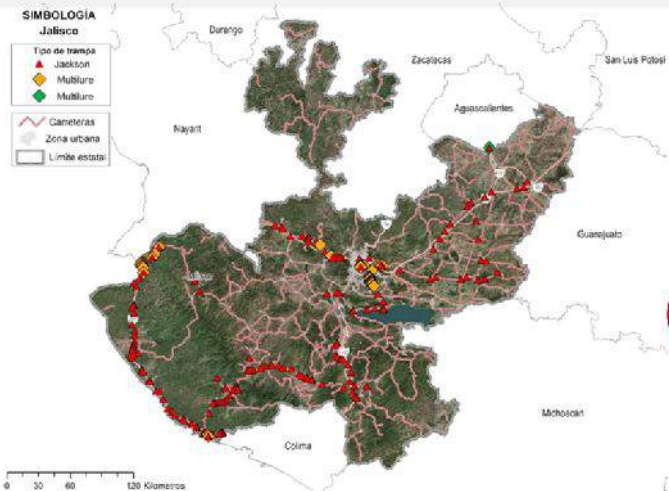 SIMBOLOGÍA
Jalisco
Tipo de trampa
Jackson
Multilure
Multilure
Carreteras
Zona urbana
Límite estatal
Durango
Zacatecas
San Luis Potosí
Aguascalientes
Nayarit
Guanajuato
Michoacán
Colima
0 30 60 120 Kilometros